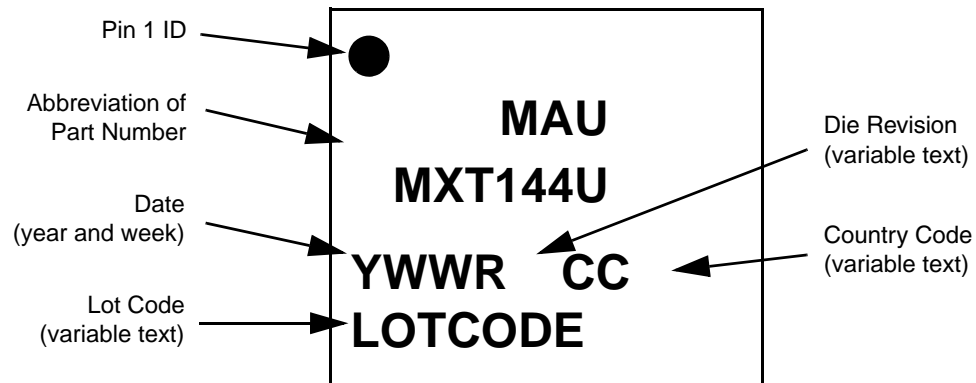 Pin 1 ID
Abbreviation of
Part Number
MAU
MXT144U
Die Revision
(variable text)
Date
(year and week)
YWWR CC
Country Code
(variable text)
Lot Code
(variable text)
LOTCODE